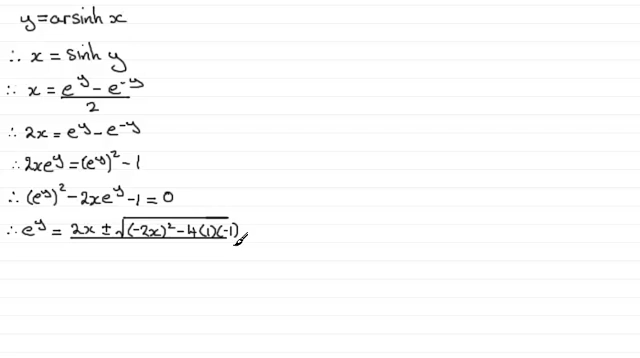 y = arsinh x
∴ x = sinh y
∴ x = (e^y − e^−y)/2
∴ 2x = e^y − e^−y
∴ 2xe^y = (e^y)² − 1
∴ (e^y)² − 2xe^y − 1 = 0
∴ e^y = 2x ± √(−2x)² − 4(1)(−1)